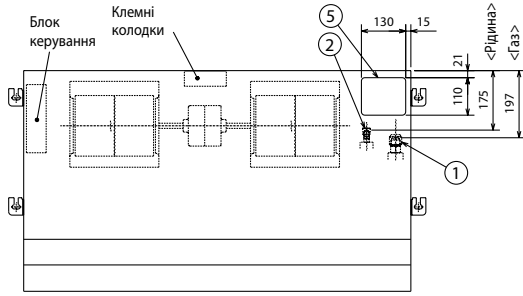 Блок
керування
Клемні
колодки
5
2
130
15
<Рідина>
<Газ>
21
110
175
197
1